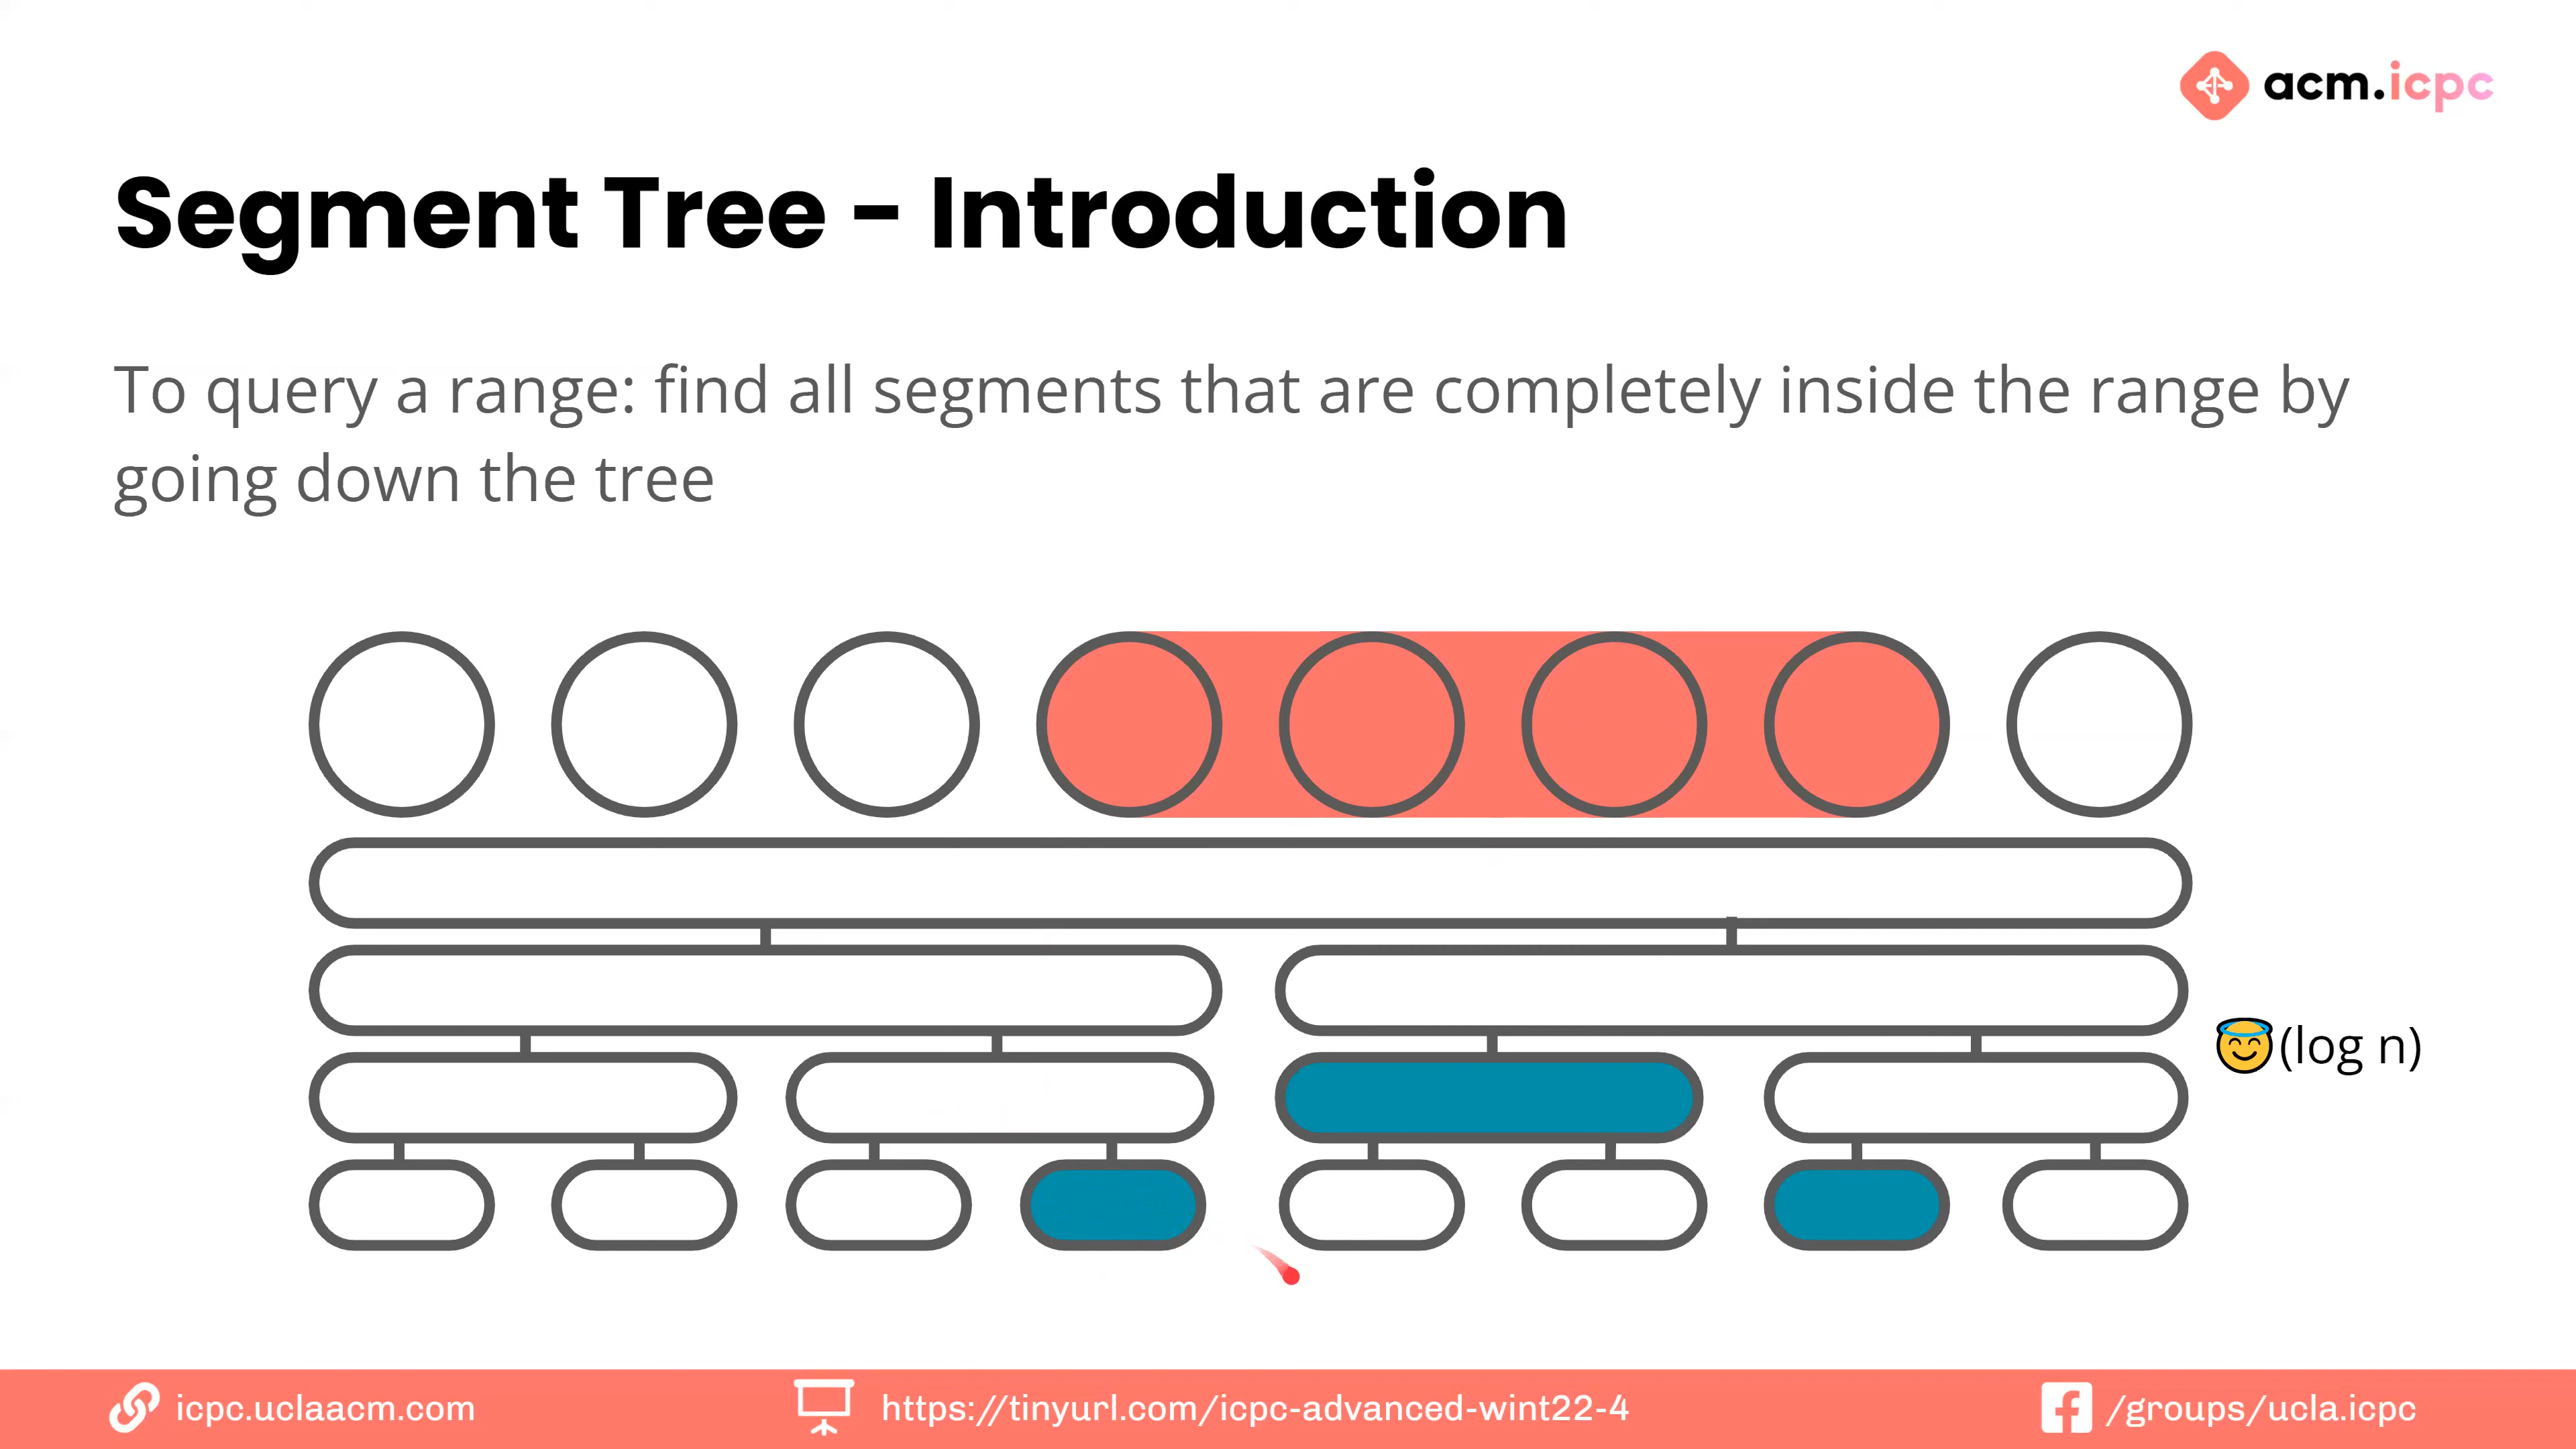 acm.icpc
Segment Tree - Introduction
To query a range: find all segments that are completely inside the range by
going down the tree
😇(log n)
icpc.uclaacm.com
https://tinyurl.com/icpc-advanced-wint22-4
/groups/ucla.icpc